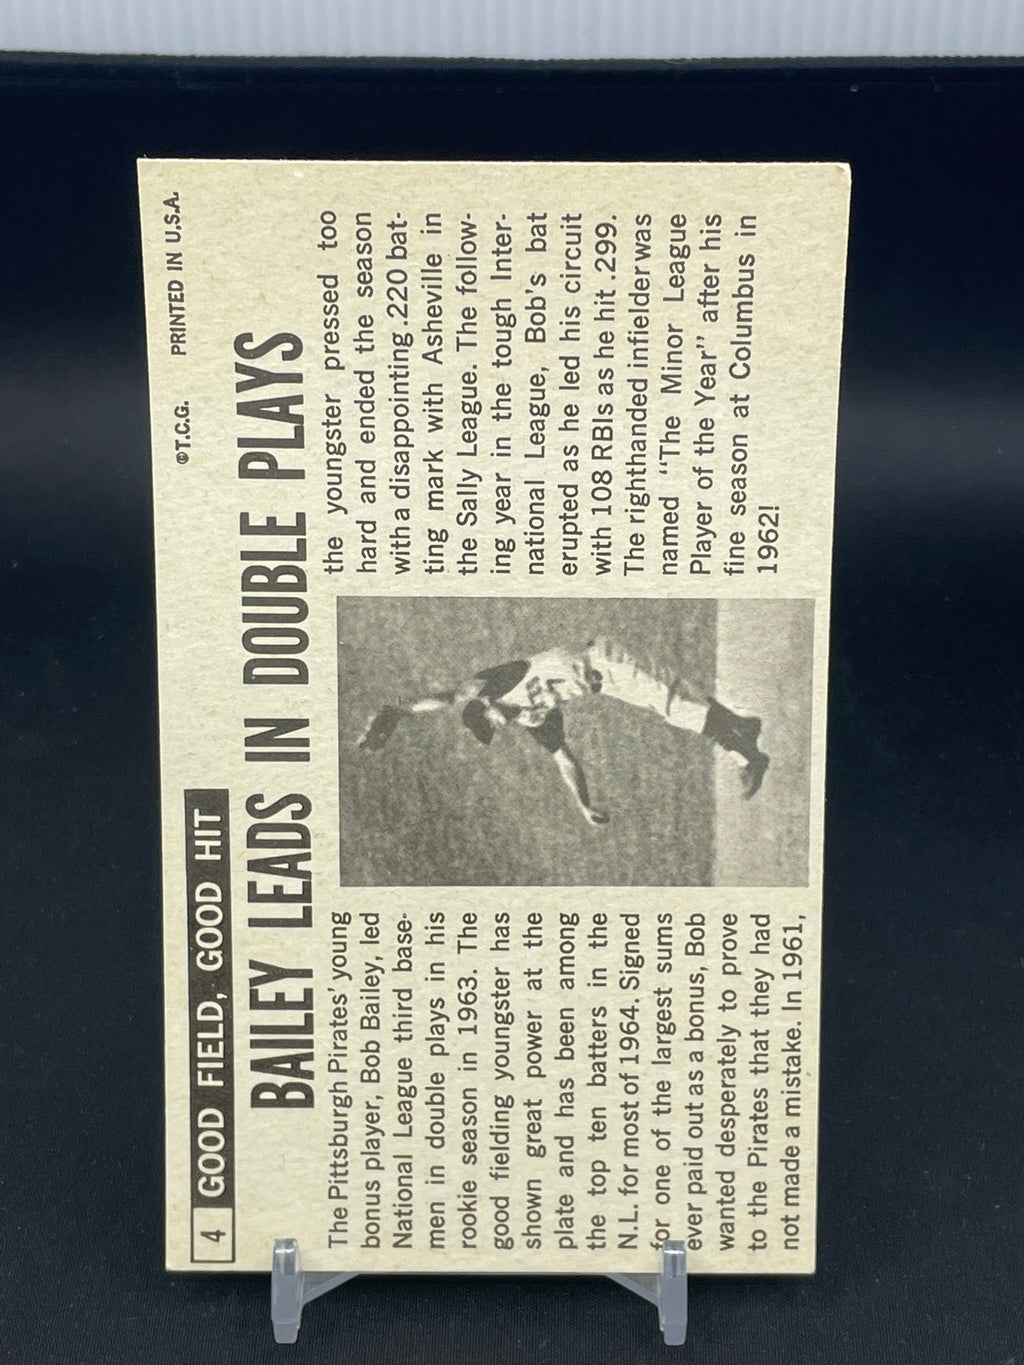 4 GOOD FIELD, GOOD HIT
©T.C.G. PRINTED IN U.S.A.
BAILEY LEADS IN DOUBLE PLAYS
The Pittsburgh Pirates' young
bonus player, Bob Bailey, led
National League third base-
men in double plays in his
rookie season in 1963. The
good fielding youngster has
shown great power at the
plate and has been among
the top ten batters in the
N.L. for most of 1964. Signed
for one of the largest sums
ever paid out as a bonus, Bob
wanted desperately to prove
to the Pirates that they had
not made a mistake. In 1961,
the youngster pressed too
hard and ended the season
with a disappointing .220 bat-
ting mark with Asheville in
the Sally League. The follow-
ing year in the tough Inter-
national League, Bob's bat
erupted as he led his circuit
with 108 RBIs as he hit .299.
The righthanded infielder was
named "The Minor League
Player of the Year" after his
fine season at Columbus in
1962!